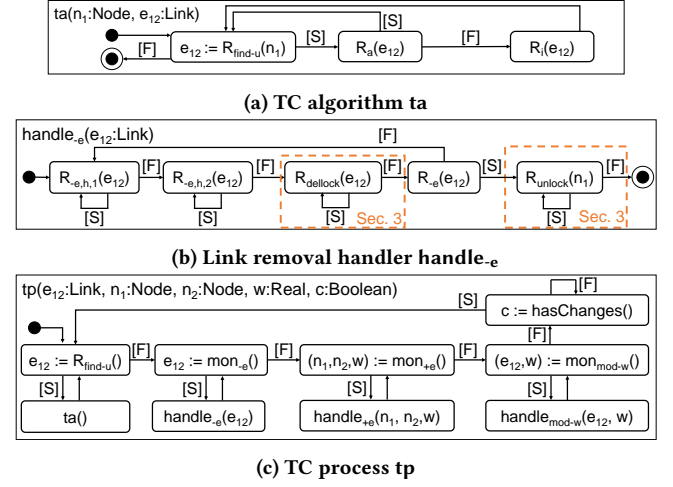 ta(n₁:Node, e₁₂:Link)
[S]
[F]
e₁₂ := R_find-u(n₁)
[S]
R_a(e₁₂)
[F]
R_i(e₁₂)
(a) TC algorithm ta
handle_-e(e₁₂:Link)
[F]
R_-e,h,1(e₁₂)
[F]
R_-e,h,2(e₁₂)
[F]
R_dellock(e₁₂)
[F]
R_-e(e₁₂)
[S]
R_unlock(n₁)
[F]
[S]
[S]
[S]
Sec. 3
[S]
Sec. 3
(b) Link removal handler handle_-e
tp(e₁₂:Link, n₁:Node, n₂:Node, w:Real, c:Boolean)
[F]
[S]
c := hasChanges()
[F]
e₁₂ := R_find-u()
[F]
e₁₂ := mon_-e()
[F]
(n₁,n₂,w) := mon_+e()
[F]
(e₁₂,w) := mon_mod-w()
[S]
[S]
[S]
[S]
ta()
handle_-e(e₁₂)
handle_+e(n₁, n₂,w)
handle_mod-w(e₁₂, w)
(c) TC process tp